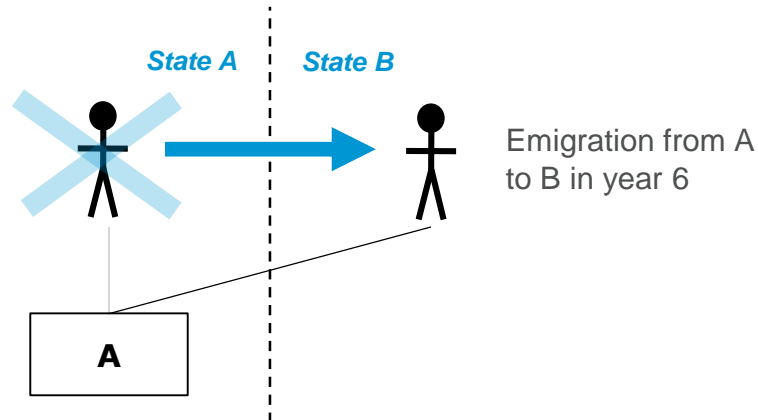 State A
State B
Emigration from A
to B in year 6
A